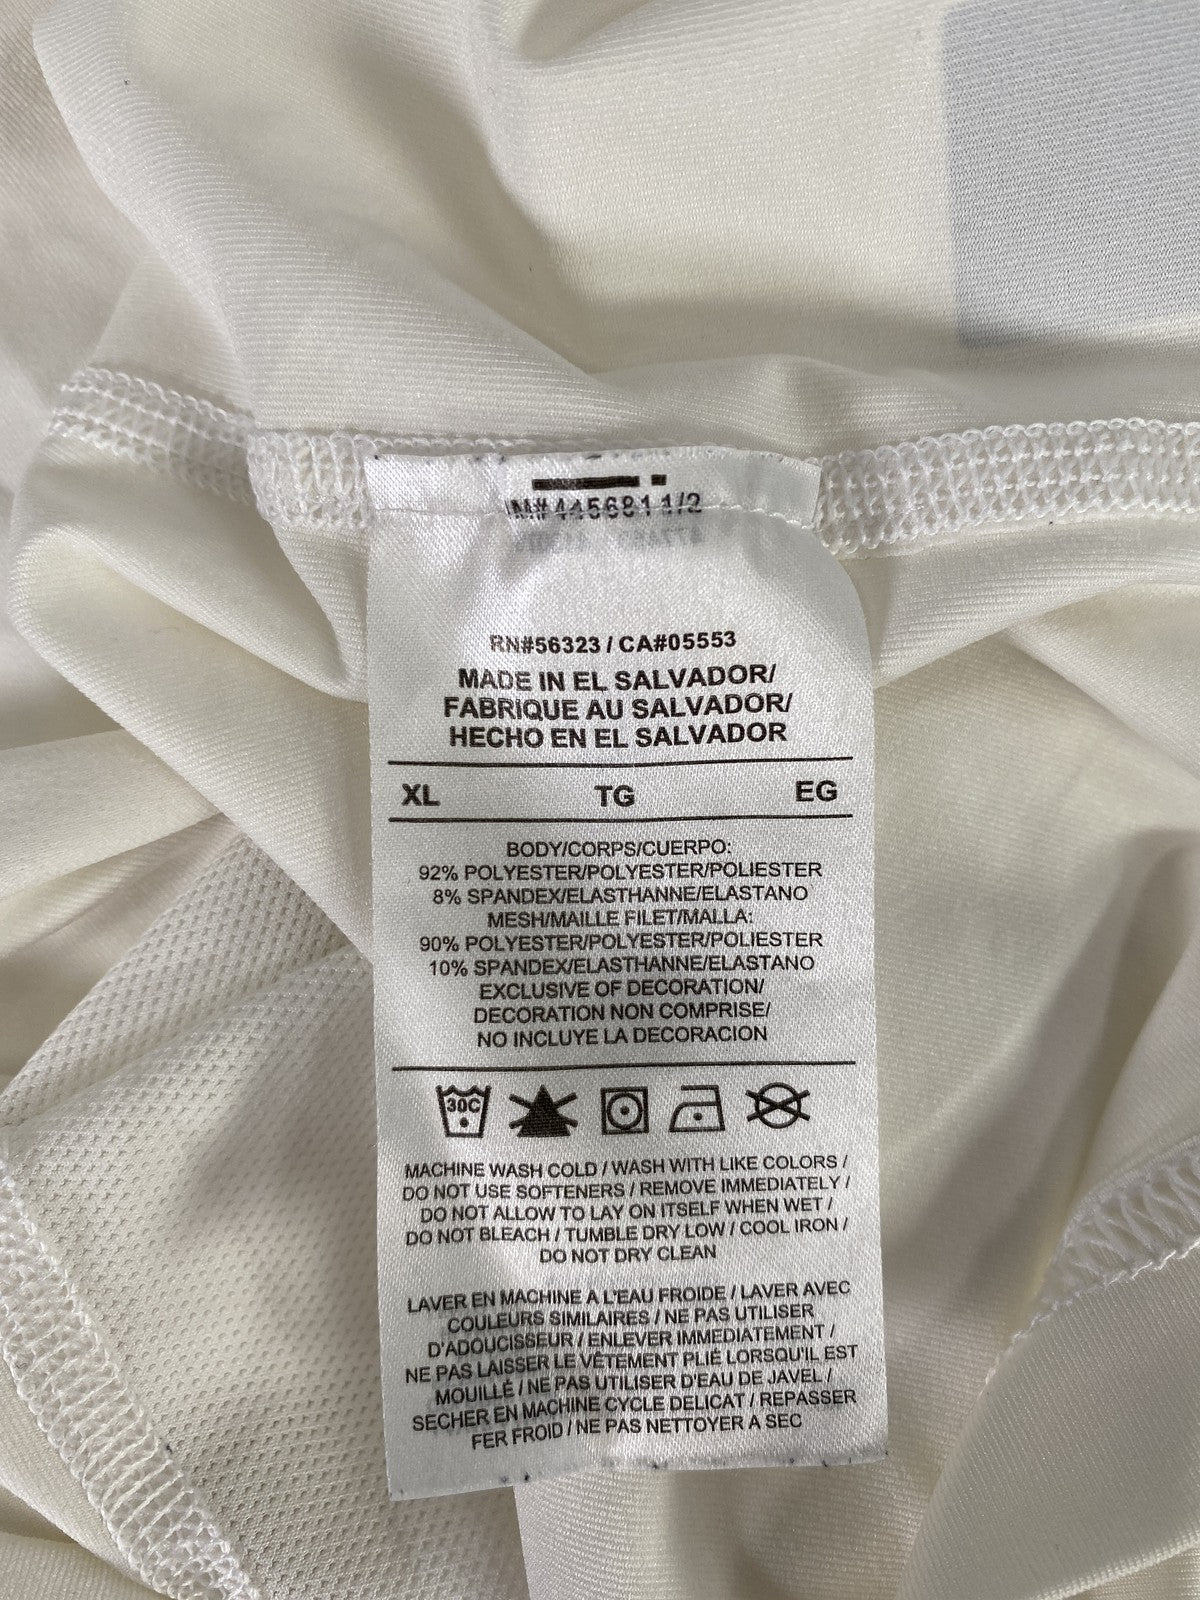 IM#445681 1/2
RN#56323 / CA#05553
MADE IN EL SALVADOR/
FABRIQUE AU SALVADOR/
HECHO EN EL SALVADOR
XL TG EG
BODY/CORPS/CUERPO:
92% POLYESTER/POLYESTER/POLIESTER
8% SPANDEX/ELASTHANNE/ELASTANO
MESH/MAILLE FILET/MALLA:
90% POLYESTER/POLYESTER/POLIESTER
10% SPANDEX/ELASTHANNE/ELASTANO
EXCLUSIVE OF DECORATION/
DECORATION NON COMPRISE/
NO INCLUYE LA DECORACION
30C
MACHINE WASH COLD / WASH WITH LIKE COLORS /
DO NOT USE SOFTENERS / REMOVE IMMEDIATELY /
DO NOT ALLOW TO LAY ON ITSELF WHEN WET /
DO NOT BLEACH / TUMBLE DRY LOW / COOL IRON /
DO NOT DRY CLEAN
LAVER EN MACHINE A L'EAU FROIDE / LAVER AVEC
COULEURS SIMILAIRES / NE PAS UTILISER
D'ADOUCISSEUR / ENLEVER IMMEDIATEMENT /
NE PAS LAISSER LE VÊTEMENT PLIÉ LORSQU'IL EST
MOUILLÉ / NE PAS UTILISER D'EAU DE JAVEL /
SECHER EN MACHINE CYCLE DELICAT / REPASSER
FER FROID / NE PAS NETTOYER A SEC